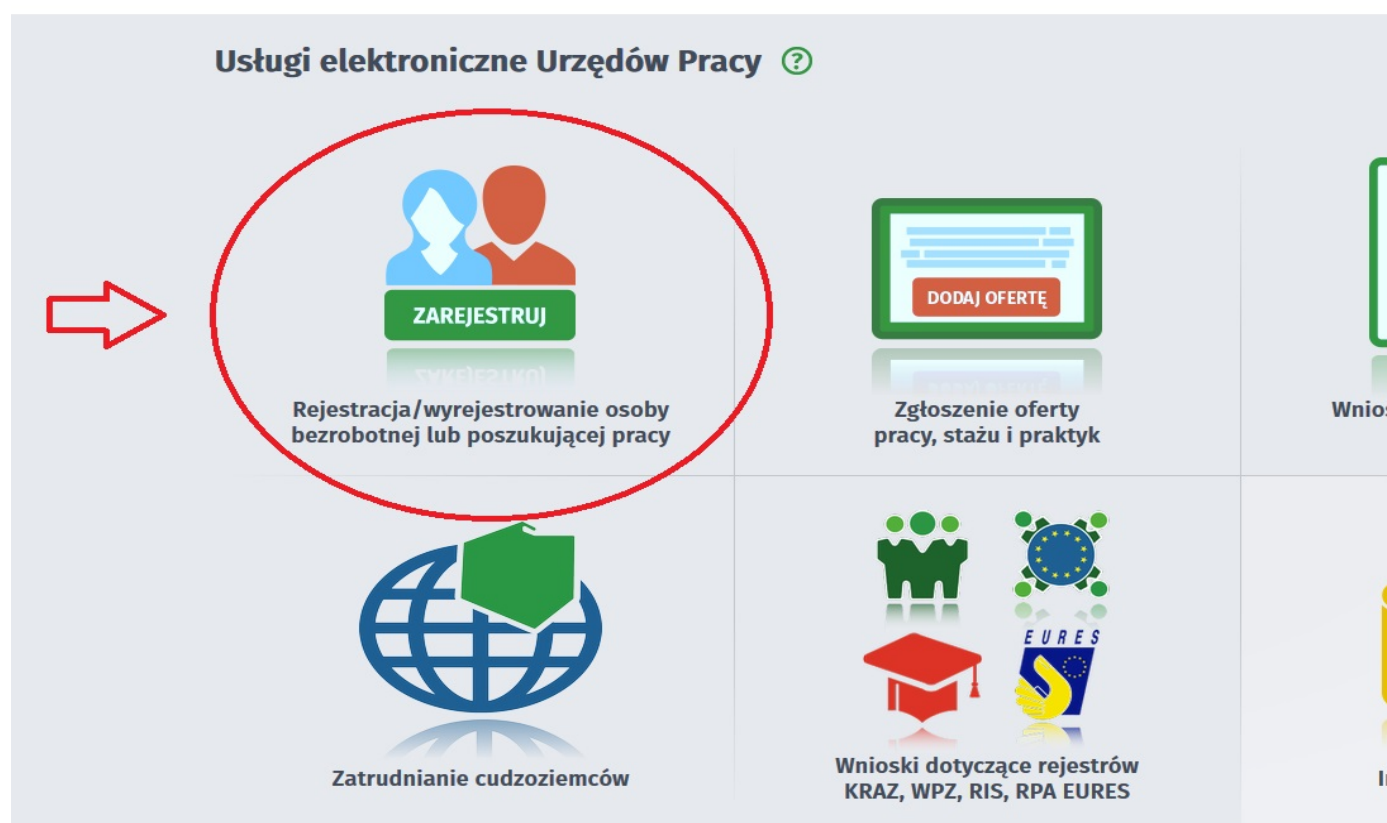 Usługi elektroniczne Urzędów Pracy ?
ZAREJESTRUJ
Rejestracja/wyrejestrowanie osoby
bezrobotnej lub poszukującej pracy
DODAJ OFERTĘ
Zgłoszenie oferty
pracy, stażu i praktyk
Zatrudnianie cudzoziemców
EURES
Wnioski dotyczące rejestrów
KRAZ, WPZ, RIS, RPA EURES